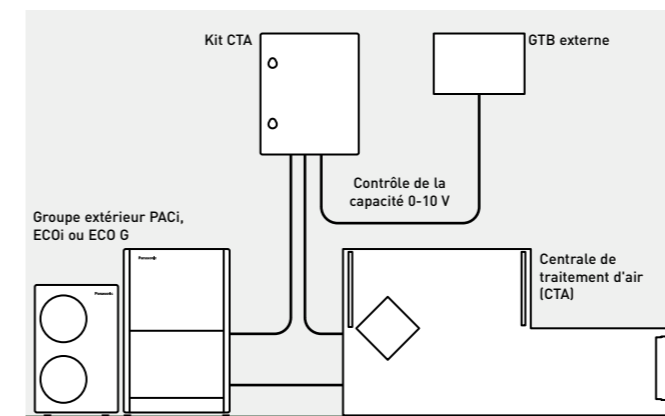 Kit CTA
GTB externe
Contrôle de la
capacité 0-10 V
Groupe extérieur PACi,
ECOi ou ECO G
Centrale de
traitement d'air
(CTA)
Panasonic
Panasonic